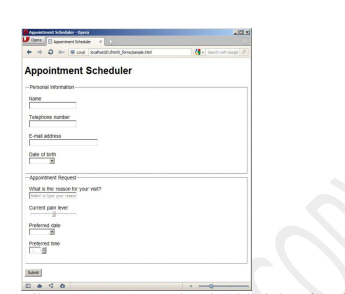 Appointment Scheduler - Opera
Opera
Appointment Scheduler
Local
localhost/D:/html5_forms/sample.html
Search with Google
Appointment Scheduler
Personal Information
Name
Telephone number
E-mail address
Date of birth
Appointment Request
What is the reason for your visit?
Select or type your reason
Current pain level
Preferred date
Preferred time
Submit
COPY